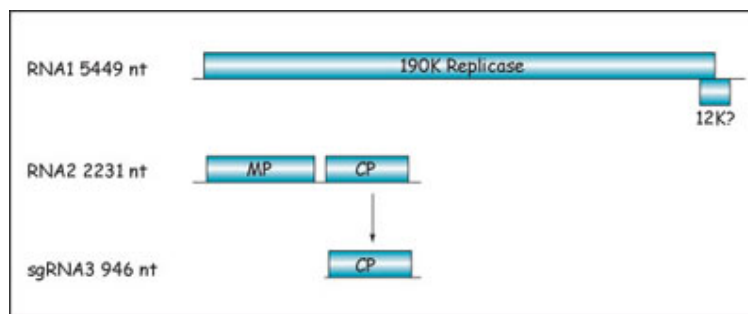 RNA1 5449 nt
190K Replicase
12K?
RNA2 2231 nt
MP
CP
sgRNA3 946 nt
CP